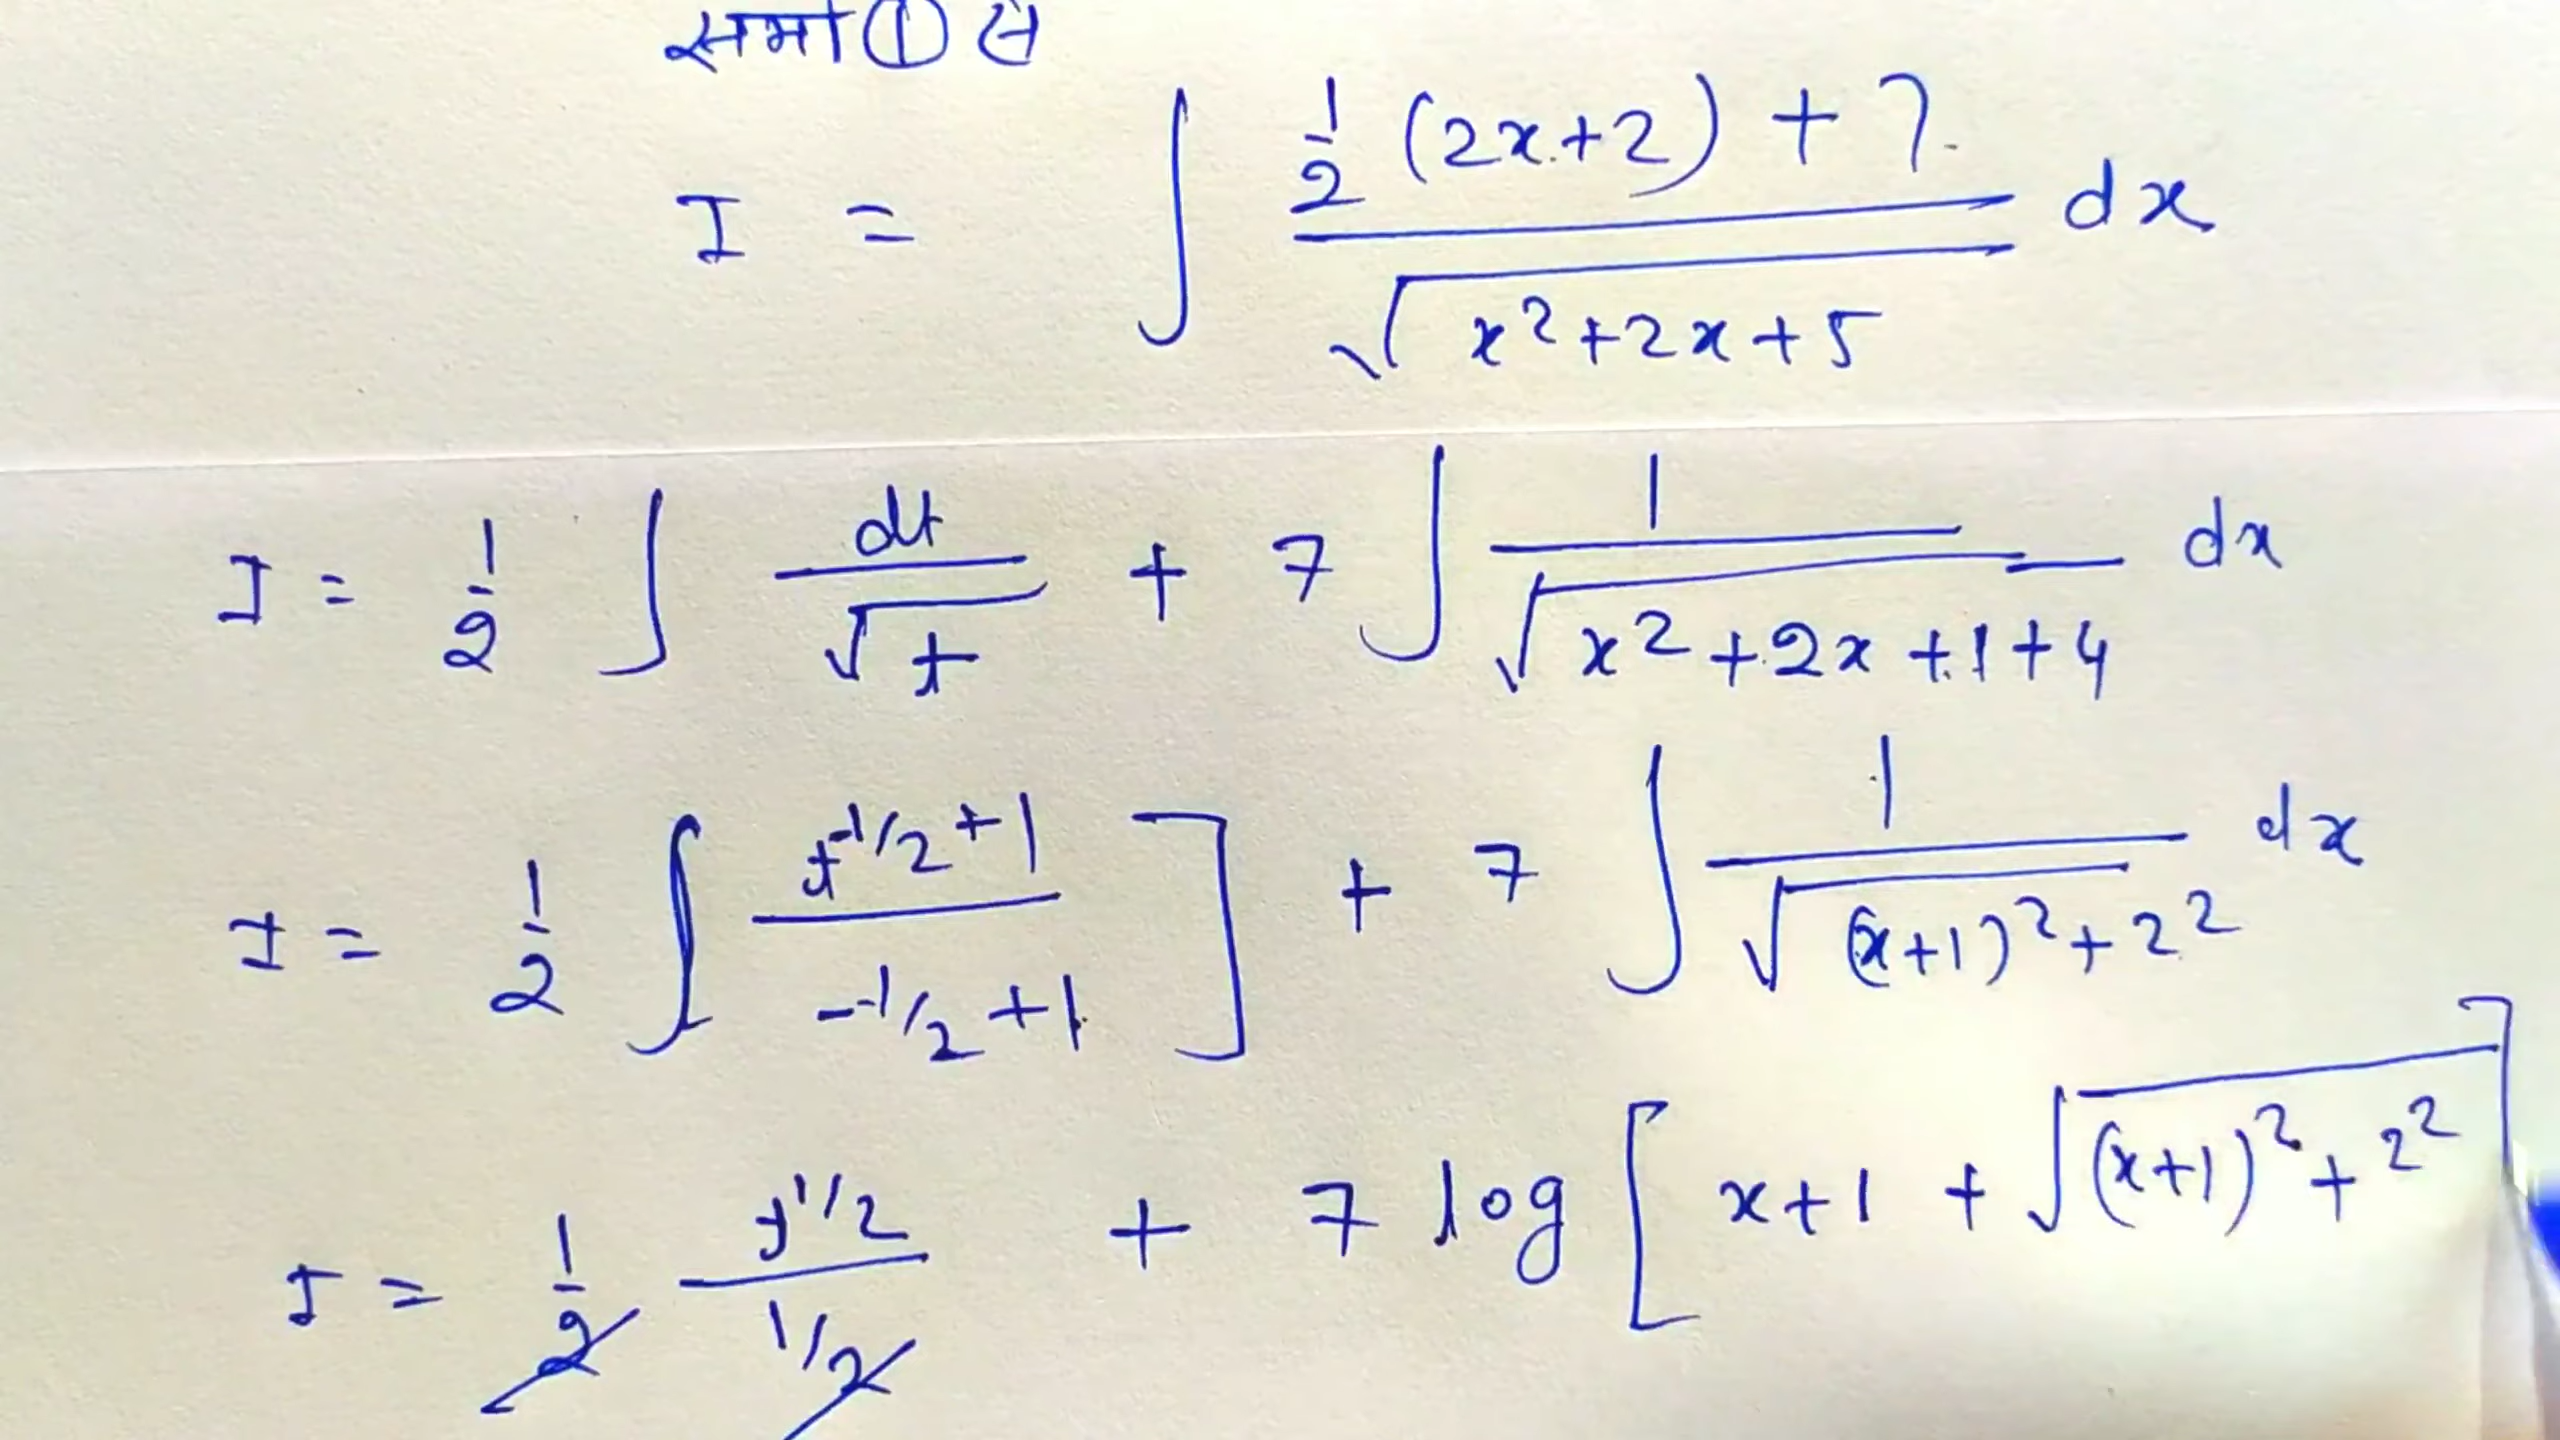 समी ① से
I = ∫ (1/2 (2x+2) + 7) / √(x²+2x+5) dx
I = 1/2 ∫ dt/√t + 7 ∫ 1/√(x²+2x+1+4) dx
I = 1/2 [t^(-1/2+1) / (-1/2+1)] + 7 ∫ 1/√((x+1)²+2²) dx
I = 1/2 t^(1/2) / (1/2) + 7 log [x+1 + √((x+1)²+2²)]